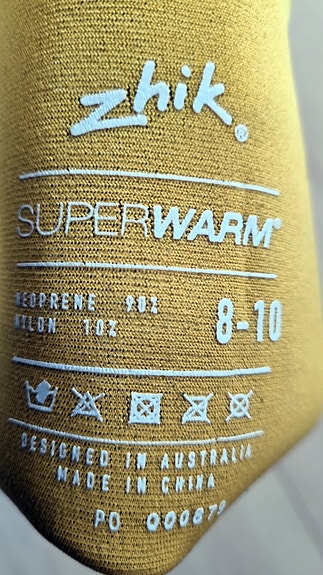 zhik®
SUPERWARM®
NEOPRENE 90%
NYLON 10%
8-10
DESIGNED IN AUSTRALIA
MADE IN CHINA
PO 000879